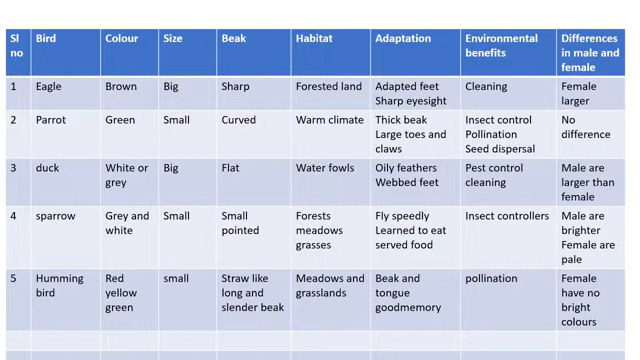 Sl no Bird Colour Size Beak Habitat Adaptation Environmental benefits Differences in male and female
1 Eagle Brown Big Sharp Forested land Adapted feet Sharp eyesight Cleaning Female larger
2 Parrot Green Small Curved Warm climate Thick beak Large toes and claws Insect control Pollination Seed dispersal No difference
3 duck White or grey Big Flat Water fowls Oily feathers Webbed feet Pest control cleaning Male are larger than female
4 sparrow Grey and white Small Small pointed Forests meadows grasses Fly speedly Learned to eat served food Insect controllers Male are brighter Female are pale
5 Humming bird Red yellow green small Straw like long and slender beak Meadows and grasslands Beak and tongue goodmemory pollination Female have no bright colours